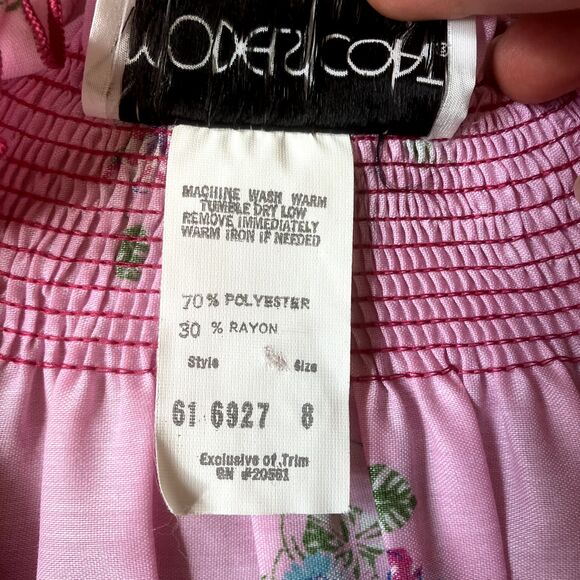 MODERN COAT
MACHINE WASH WARM
TUMBLE DRY LOW
REMOVE IMMEDIATELY
WARM IRON IF NEEDED
70% POLYESTER
30 % RAYON
Style Size
61 6927 8
Exclusive of Trim
RN #20561